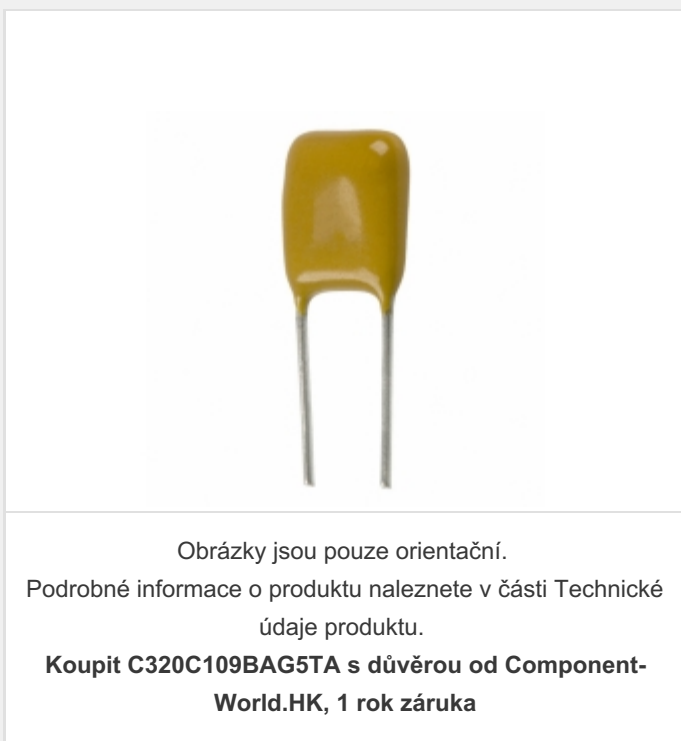 Obrázky jsou pouze orientační.
Podrobné informace o produktu naleznete v části Technické
údaje produktu.
Koupit C320C109BAG5TA s důvěrou od Component-
World.HK, 1 rok záruka